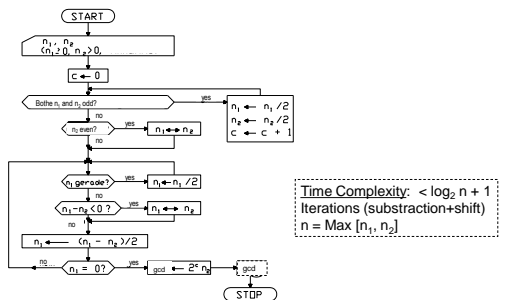 START
n₁, n₂
(n₁≥0, n₂>0,
c ← 0
Bothe n₁ and n₂ odd?
yes
n₁ ← n₁/2
n₂ ← n₂/2
c ← c + 1
no
n₂ even?
yes
n₁ ↔ n₂
no
n₁ gerade?
yes
n₁ ← n₁/2
n₁-n₂<0 ?
yes
n₁ ↔ n₂
no
n₁ ← (n₁ - n₂)/2
no
n₁ = 0?
yes
gcd ← 2ᶜ n₂
gcd
STOP
Time Complexity: < log₂ n + 1
Iterations (substraction+shift)
n = Max [n₁, n₂]